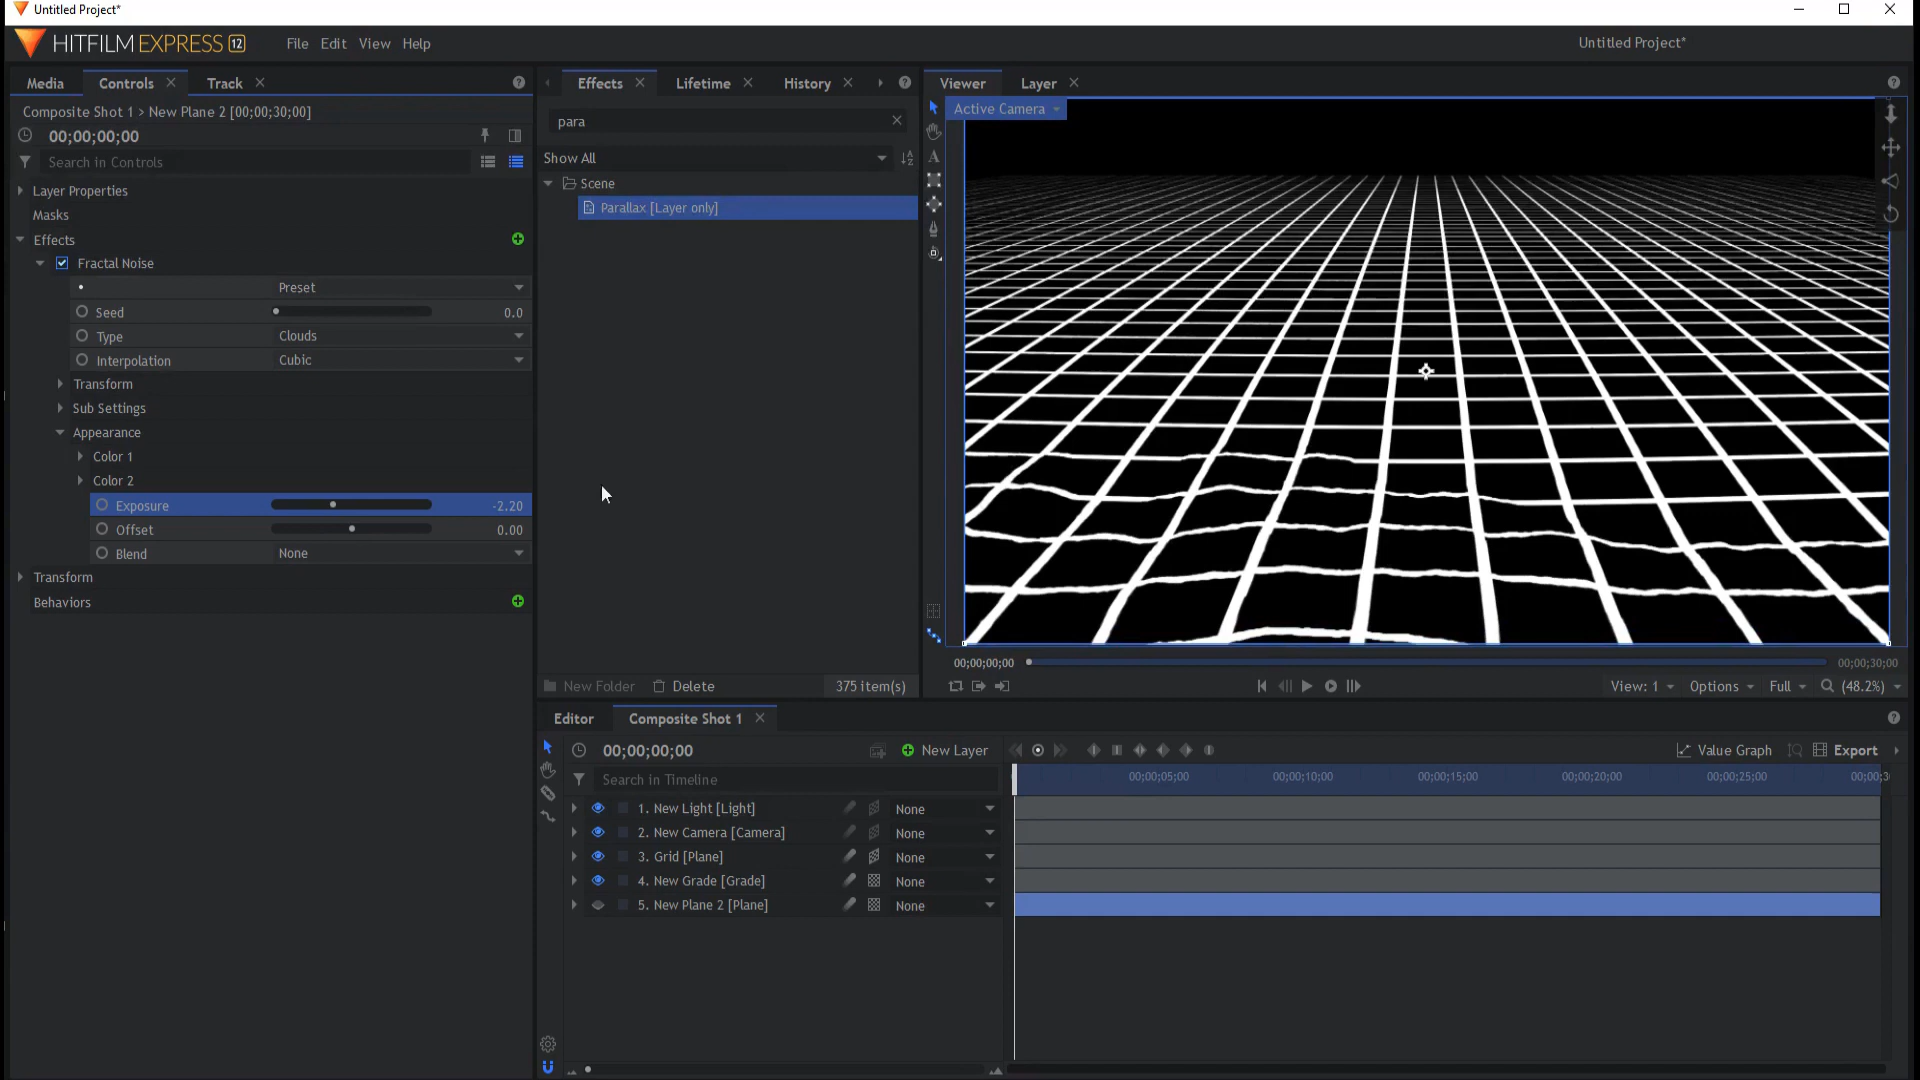 Untitled Project*
HITFILM EXPRESS 12
File Edit View Help
Untitled Project*
Media Controls Track
Effects Lifetime History
Viewer Layer
Composite Shot 1 > New Plane 2 [00;00;30;00]
00;00;00;00
Search in Controls
Layer Properties
Masks
Effects
Fractal Noise
Preset
Seed 0.0
Type Clouds
Interpolation Cubic
Transform
Sub Settings
Appearance
Color 1
Color 2
Exposure -2.20
Offset 0.00
Blend None
Transform
Behaviors
para
Show All
Scene
Parallax [Layer only]
New Folder Delete 375 item(s)
Active Camera
00;00;00;00 00;00;30;00
View: 1 Options Full (48.2%)
Editor Composite Shot 1
00;00;00;00 New Layer Value Graph Export
Search in Timeline
00;00;05;00 00;00;10;00 00;00;15;00 00;00;20;00 00;00;25;00 00;00;3
1. New Light [Light] None
2. New Camera [Camera] None
3. Grid [Plane] None
4. New Grade [Grade] None
5. New Plane 2 [Plane] None